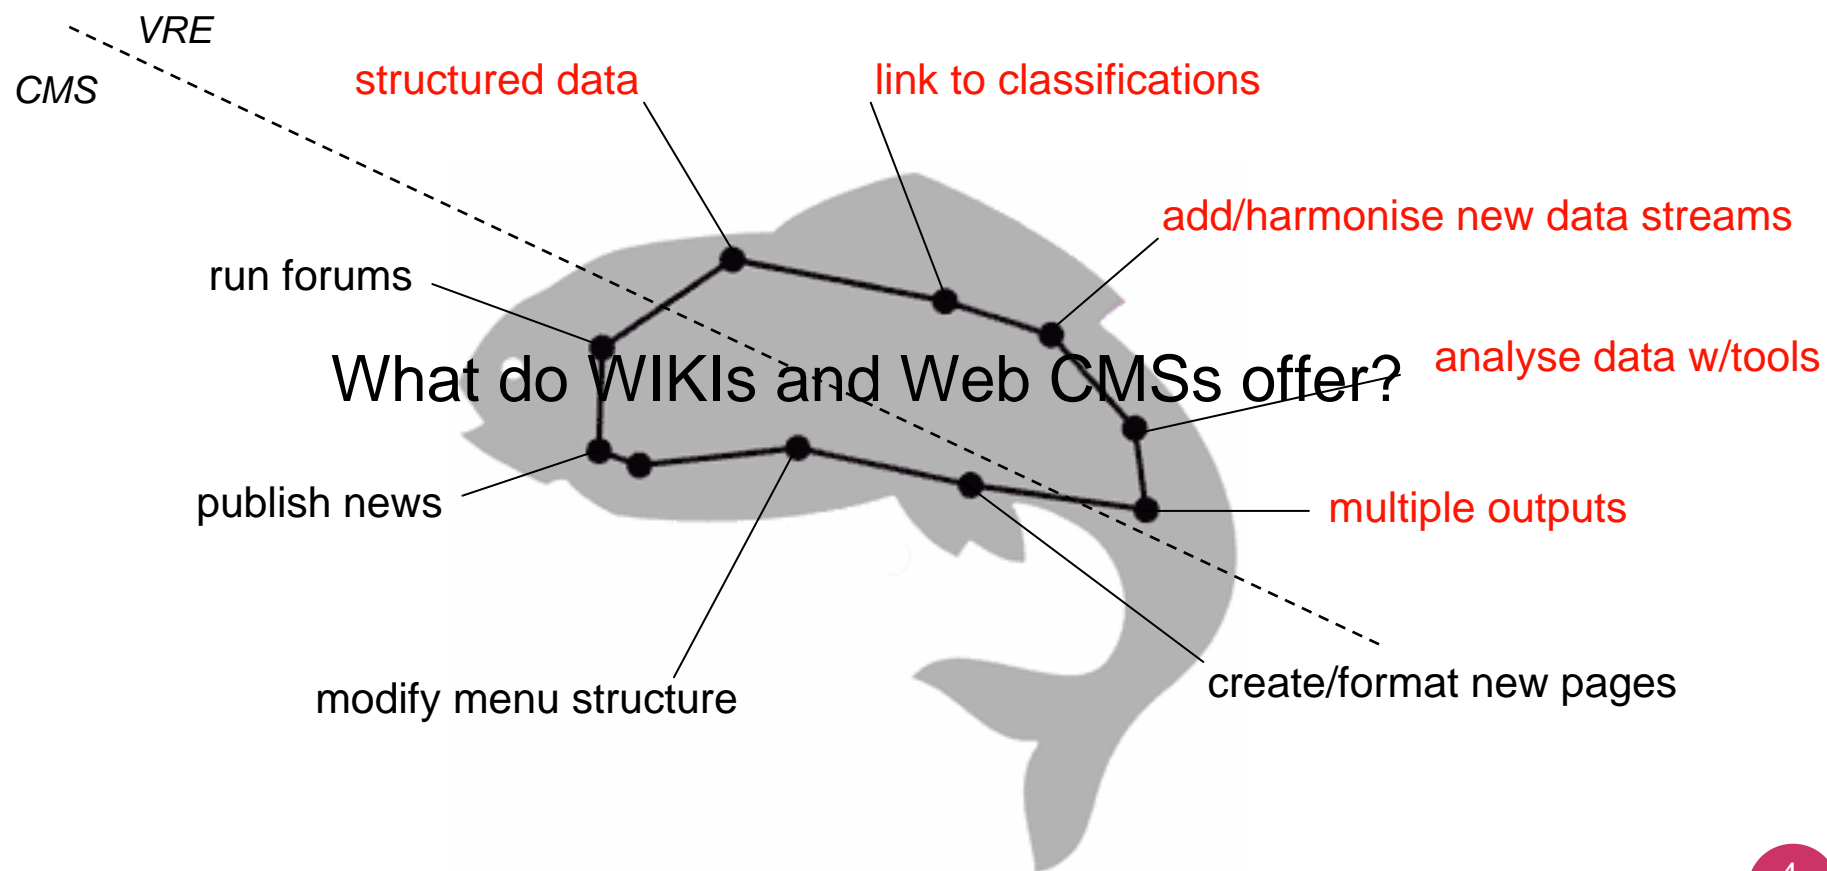 VRE
CMS
structured data
link to classifications
add/harmonise new data streams
run forums
What do WIKIs and Web CMSs offer?
analyse data w/tools
publish news
multiple outputs
modify menu structure
create/format new pages
4